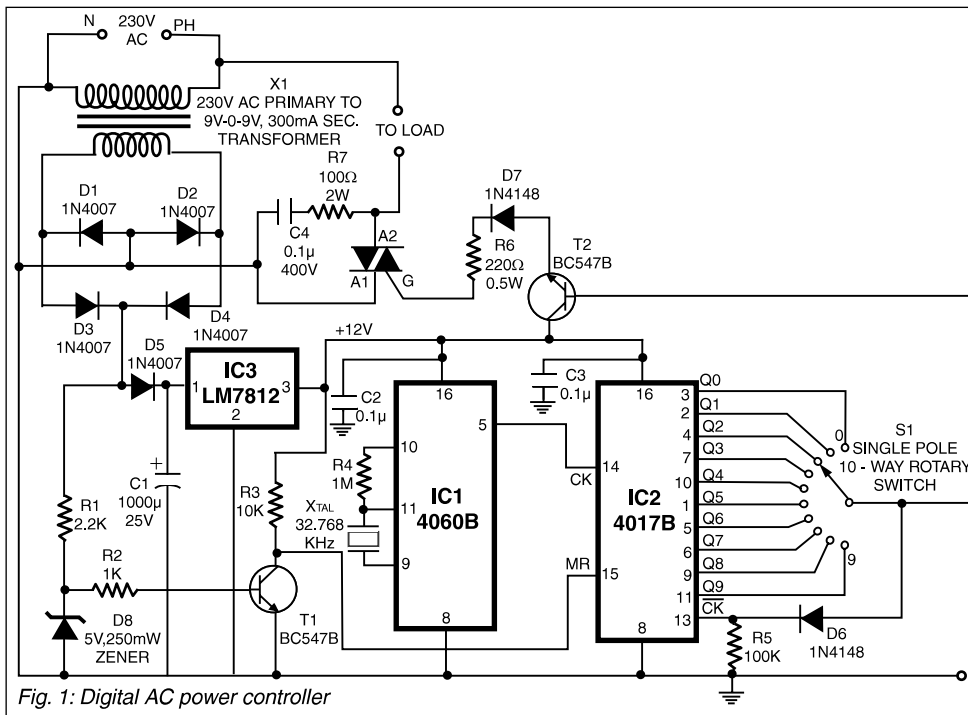 N 230V PH
AC
X1
230V AC PRIMARY TO
9V-0-9V, 300mA SEC.
TRANSFORMER
TO LOAD
R7
100Ω
2W
C4
0.1µ
400V
A2
A1
G
D7
1N4148
R6
220Ω
0.5W
T2
BC547B
D1
1N4007
D2
1N4007
D3
1N4007
D4
1N4007
D5
1N4007
IC3
LM7812
1
3
2
+12V
C1
1000µ
25V
+
R1
2.2K
R2
1K
D8
5V,250mW
ZENER
R3
10K
T1
BC547B
C2
0.1µ
R4
1M
XTAL
32.768
KHz
16
10
11
9
5
8
IC1
4060B
C3
0.1µ
16
14
CK
MR
15
8
IC2
4017B
3 Q0
2 Q1
4 Q2
7 Q3
10 Q4
1 Q5
5 Q6
6 Q7
9 Q8
11 Q9
13 CK
0
9
S1
SINGLE POLE
10 - WAY ROTARY
SWITCH
R5
100K
D6
1N4148
Fig. 1: Digital AC power controller